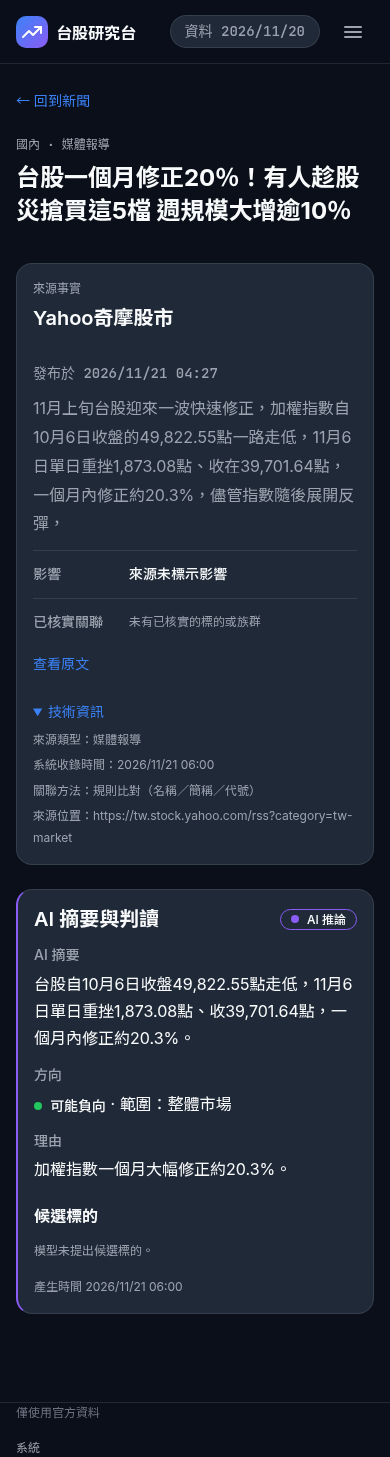 台股研究台
資料 2026/11/20
← 回到新聞
國內 · 媒體報導
台股一個月修正20％！有人趁股
災搶買這5檔 週規模大增逾10％
來源事實
Yahoo奇摩股市
發布於 2026/11/21 04:27
11月上旬台股迎來一波快速修正，加權指數自
10月6日收盤的49,822.55點一路走低，11月6
日單日重挫1,873.08點、收在39,701.64點，
一個月內修正約20.3%，儘管指數隨後展開反
彈，
影響 來源未標示影響
已核實關聯 未有已核實的標的或族群
查看原文
▼ 技術資訊
來源類型：媒體報導
系統收錄時間：2026/11/21 06:00
關聯方法：規則比對（名稱／簡稱／代號）
來源位置：https://tw.stock.yahoo.com/rss?category=tw-
market
AI 摘要與判讀
AI 推論
AI 摘要
台股自10月6日收盤49,822.55點走低，11月6
日單日重挫1,873.08點、收39,701.64點，一
個月內修正約20.3%。
方向
可能負向 · 範圍：整體市場
理由
加權指數一個月大幅修正約20.3%。
候選標的
模型未提出候選標的。
產生時間 2026/11/21 06:00
僅使用官方資料
系統